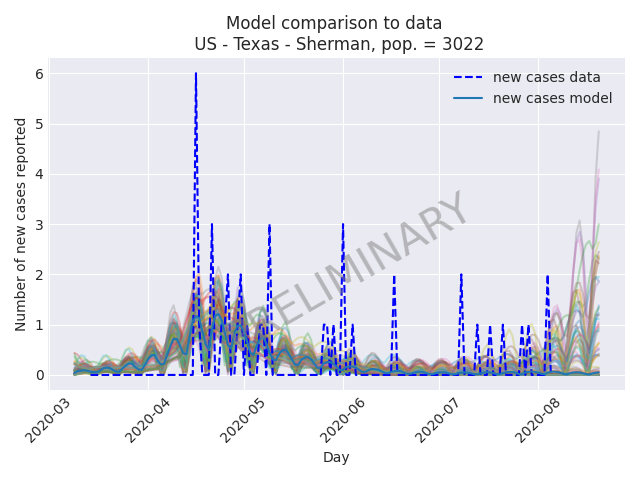 Model comparison to data
US - Texas - Sherman, pop. = 3022
Number of new cases reported
6
5
4
3
2
1
0
new cases data
new cases model
PRELIMINARY
2020-03
2020-04
2020-05
2020-06
2020-07
2020-08
Day